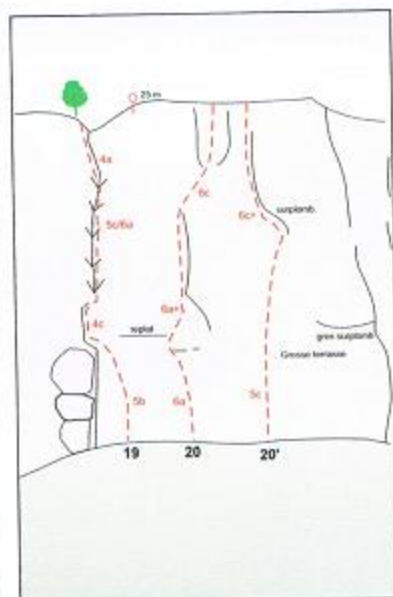 25 m
4a
6c
5c/6a
6c+
surplomb.
6a+
4c
replat
gros surplomb
Grosse terrasse
5b
6a
5c
19
20
20'